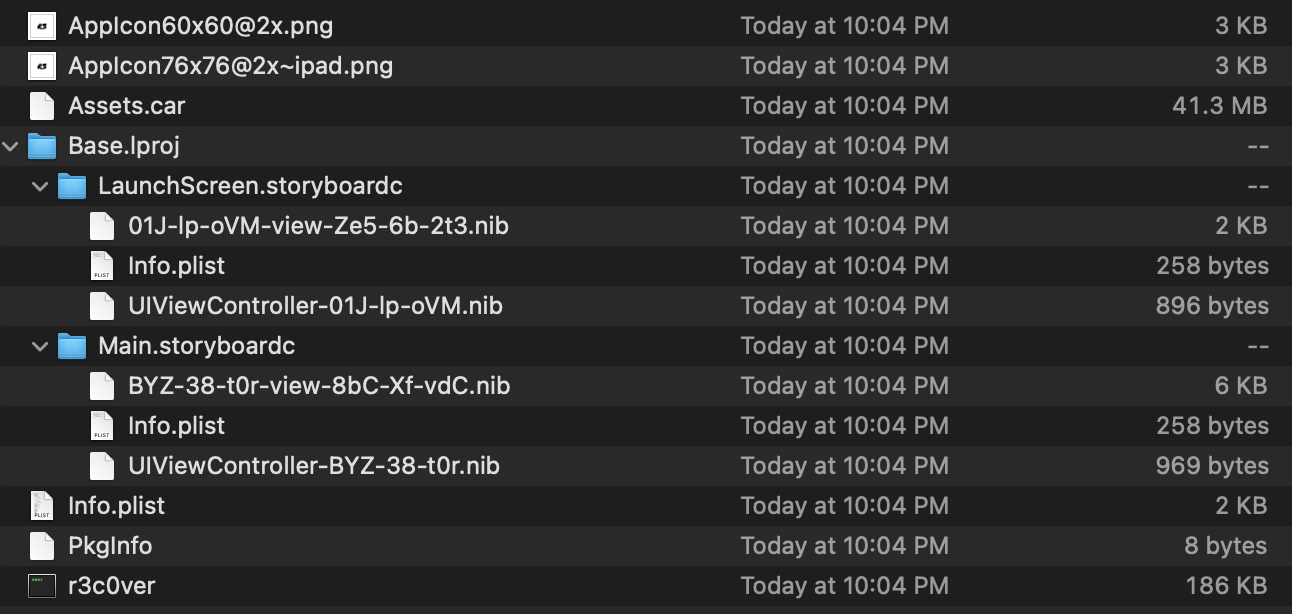 AppIcon60x60@2x.png Today at 10:04 PM 3 KB
AppIcon76x76@2x~ipad.png Today at 10:04 PM 3 KB
Assets.car Today at 10:04 PM 41.3 MB
Base.lproj Today at 10:04 PM --
LaunchScreen.storyboardc Today at 10:04 PM --
01J-lp-oVM-view-Ze5-6b-2t3.nib Today at 10:04 PM 2 KB
Info.plist Today at 10:04 PM 258 bytes
UIViewController-01J-lp-oVM.nib Today at 10:04 PM 896 bytes
Main.storyboardc Today at 10:04 PM --
BYZ-38-t0r-view-8bC-Xf-vdC.nib Today at 10:04 PM 6 KB
Info.plist Today at 10:04 PM 258 bytes
UIViewController-BYZ-38-t0r.nib Today at 10:04 PM 969 bytes
Info.plist Today at 10:04 PM 2 KB
PkgInfo Today at 10:04 PM 8 bytes
r3c0ver Today at 10:04 PM 186 KB